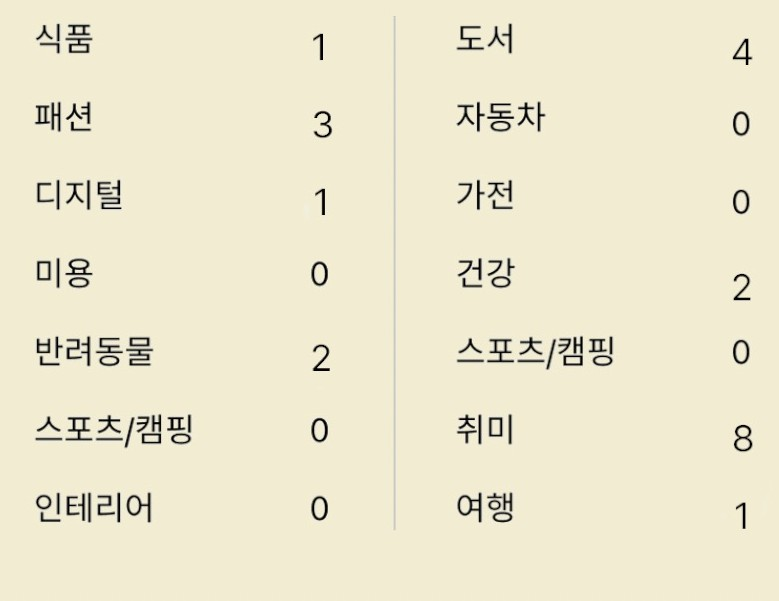 식품 1
패션 3
디지털 1
미용 0
반려동물 2
스포츠/캠핑 0
인테리어 0
도서 4
자동차 0
가전 0
건강 2
스포츠/캠핑 0
취미 8
여행 1